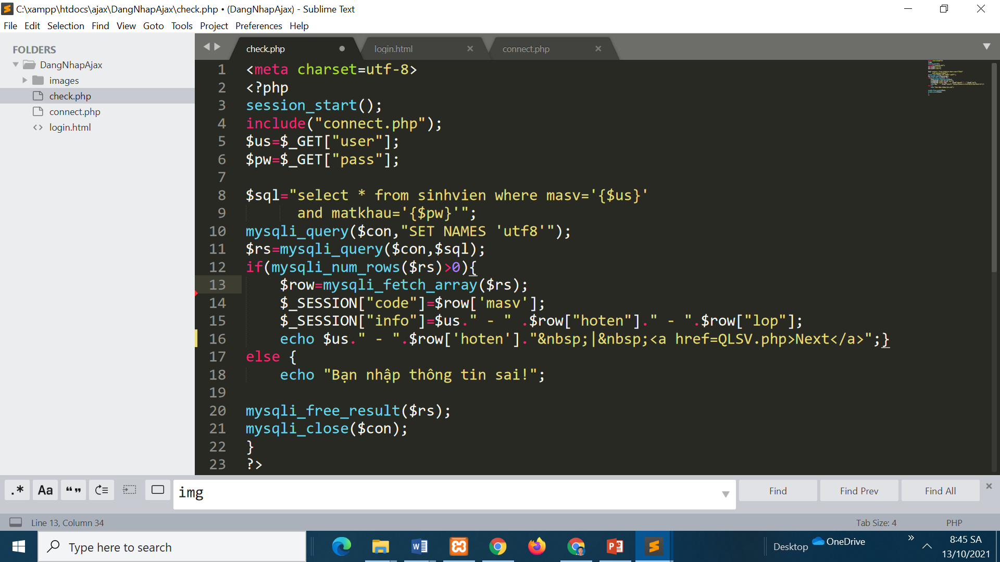 C:\xampp\htdocs\ajax\DangNhapAjax\check.php • (DangNhapAjax) - Sublime Text
File Edit Selection Find View Goto Tools Project Preferences Help
FOLDERS
DangNhapAjax
images
check.php
connect.php
login.html
check.php login.html connect.php
1 <meta charset=utf-8>
2 <?php
3 session_start();
4 include("connect.php");
5 $us=$_GET["user"];
6 $pw=$_GET["pass"];
7
8 $sql="select * from sinhvien where masv='{$us}'
9 and matkhau='{$pw}'";
10 mysqli_query($con,"SET NAMES 'utf8'");
11 $rs=mysqli_query($con,$sql);
12 if(mysqli_num_rows($rs)>0){
13 $row=mysqli_fetch_array($rs);
14 $_SESSION["code"]=$row['masv'];
15 $_SESSION["info"]=$us." - " .$row["hoten"]." - ".$row["lop"];
16 echo $us." - ".$row['hoten']."&nbsp;|&nbsp;<a href=QLSV.php>Next</a>";}
17 else {
18 echo "Bạn nhập thông tin sai!";
19
20 mysqli_free_result($rs);
21 mysqli_close($con);
22 }
23 ?>
.* Aa “” img Find Find Prev Find All
Line 13, Column 34 Tab Size: 4 PHP
Type here to search
Desktop OneDrive
8:45 SA
13/10/2021